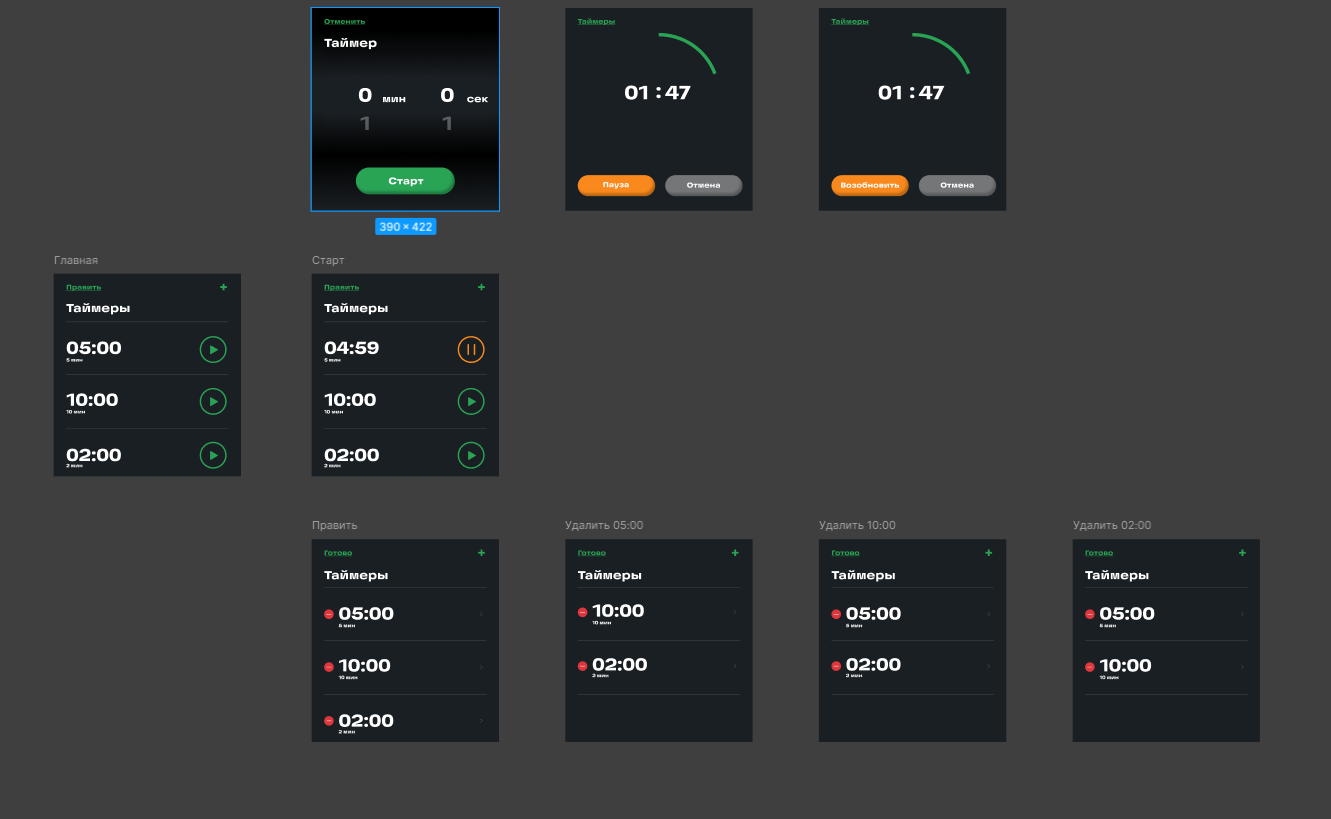 Отменить
Таймер
0 мин 0 сек
1 1
Старт
390 × 422
Таймеры
01 : 47
Пауза Отмена
Таймеры
01 : 47
Возобновить Отмена
Главная
Править +
Таймеры
05:00
5 мин
10:00
10 мин
02:00
2 мин
Старт
Править +
Таймеры
04:59
5 мин
10:00
10 мин
02:00
2 мин
Править
Готово +
Таймеры
05:00
5 мин
10:00
10 мин
02:00
2 мин
Удалить 05:00
Готово +
Таймеры
10:00
10 мин
02:00
2 мин
Удалить 10:00
Готово +
Таймеры
05:00
5 мин
02:00
2 мин
Удалить 02:00
Готово +
Таймеры
05:00
5 мин
10:00
10 мин